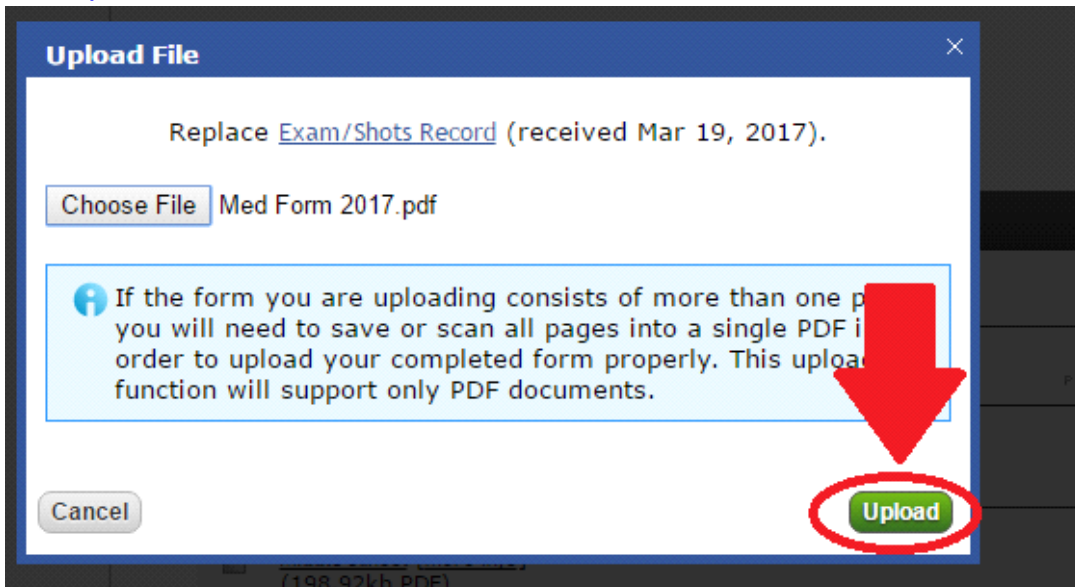 Upload File
Replace Exam/Shots Record (received Mar 19, 2017).
Choose File Med Form 2017.pdf
If the form you are uploading consists of more than one p
you will need to save or scan all pages into a single PDF i
order to upload your completed form properly. This uploa
function will support only PDF documents.
Cancel
Upload
(198.92kb PDF)